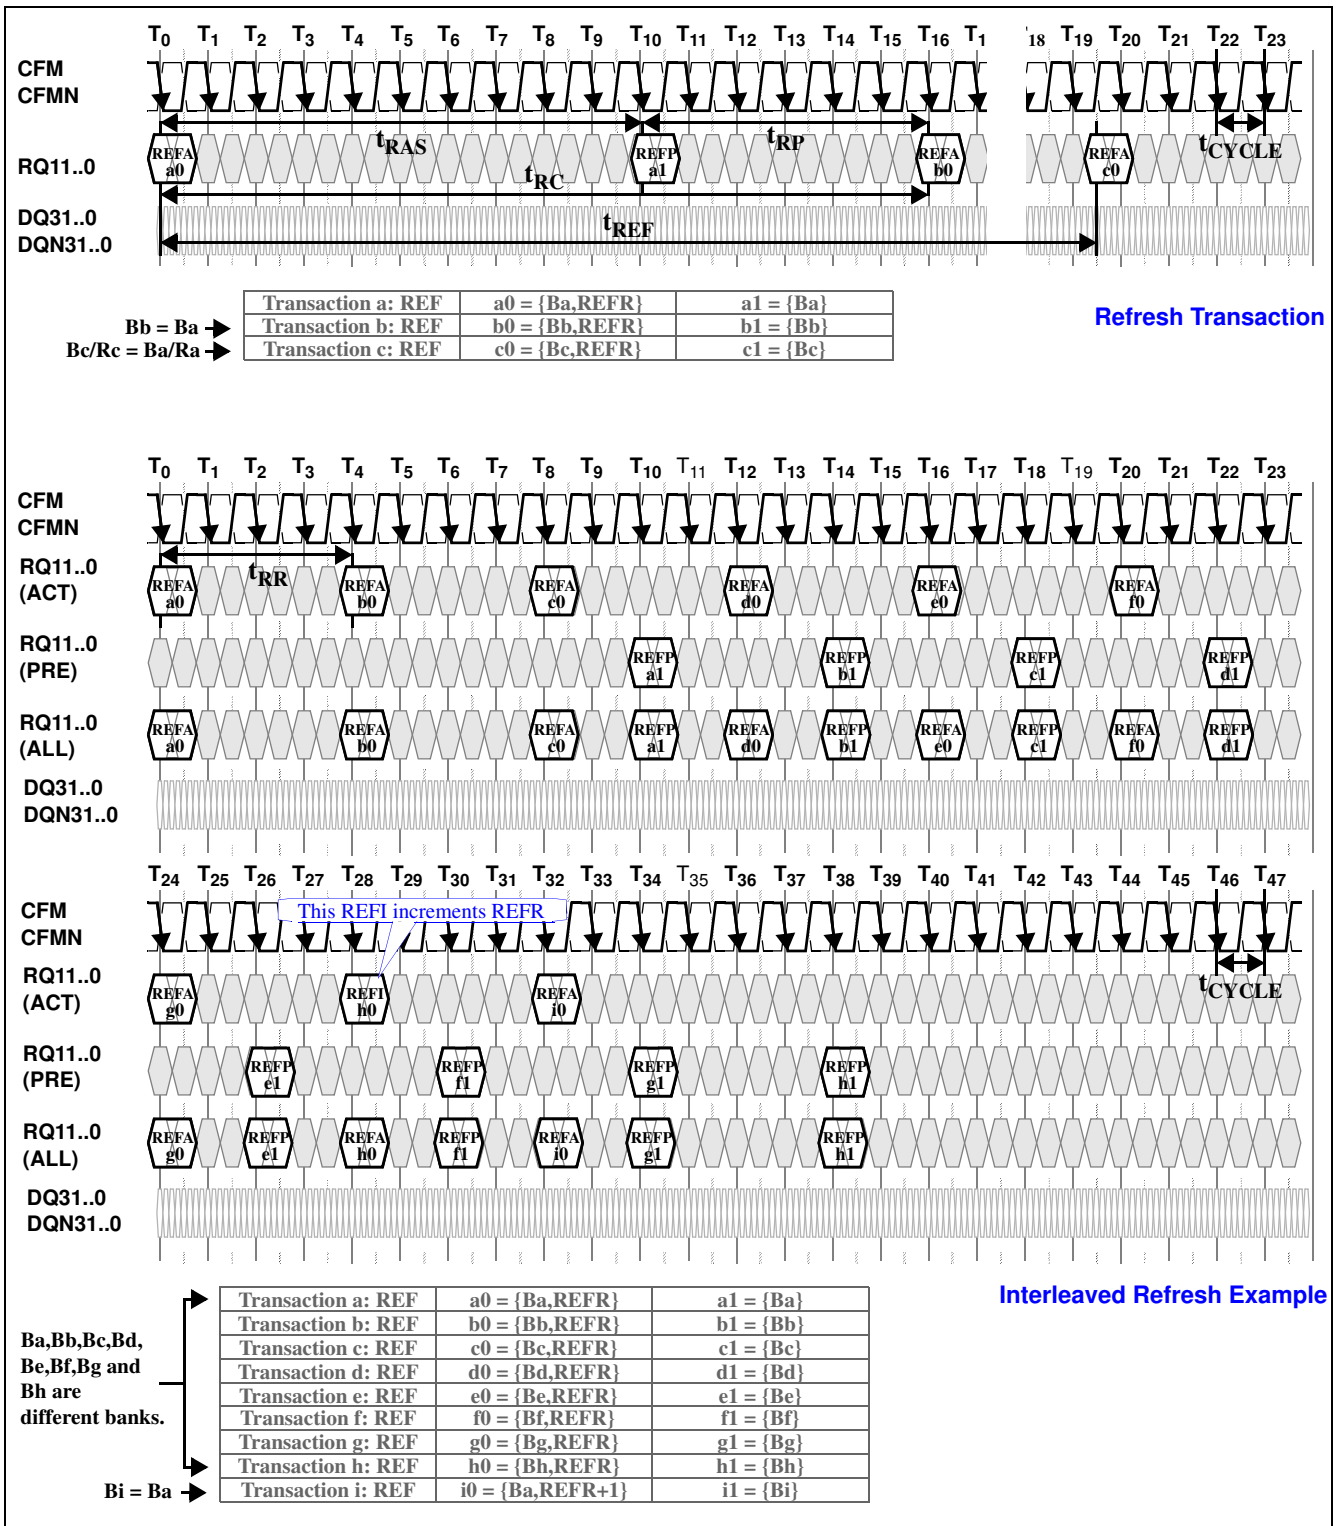 T0 T1 T2 T3 T4 T5 T6 T7 T8 T9 T10 T11 T12 T13 T14 T15 T16 T1 18 T19 T20 T21 T22 T23
CFM
CFMN
tRAS tRP tCYCLE
RQ11..0
REFA a0 REFP a1 REFA b0 REFA c0
tRC
DQ31..0
DQN31..0
tREF
Transaction a: REF a0 = {Ba,REFR} a1 = {Ba}
Bb = Ba Transaction b: REF b0 = {Bb,REFR} b1 = {Bb}
Bc/Rc = Ba/Ra Transaction c: REF c0 = {Bc,REFR} c1 = {Bc}
Refresh Transaction
T0 T1 T2 T3 T4 T5 T6 T7 T8 T9 T10 T11 T12 T13 T14 T15 T16 T17 T18 T19 T20 T21 T22 T23
CFM
CFMN
tRR
RQ11..0
(ACT)
REFA a0 REFA b0 REFA c0 REFA d0 REFA e0 REFA f0
RQ11..0
(PRE)
REFP a1 REFP b1 REFP c1 REFP d1
RQ11..0
(ALL)
REFA a0 REFA b0 REFA c0 REFP a1 REFA d0 REFP b1 REFA e0 REFP c1 REFA f0 REFP d1
DQ31..0
DQN31..0
T24 T25 T26 T27 T28 T29 T30 T31 T32 T33 T34 T35 T36 T37 T38 T39 T40 T41 T42 T43 T44 T45 T46 T47
CFM
CFMN
This REFI increments REFR
RQ11..0
(ACT)
REFA g0 REFI h0 REFA i0
tCYCLE
RQ11..0
(PRE)
REFP e1 REFP f1 REFP g1 REFP h1
RQ11..0
(ALL)
REFA g0 REFP e1 REFA h0 REFP f1 REFA i0 REFP g1 REFP h1
DQ31..0
DQN31..0
Interleaved Refresh Example
Ba,Bb,Bc,Bd,
Be,Bf,Bg and
Bh are
different banks.
Transaction a: REF a0 = {Ba,REFR} a1 = {Ba}
Transaction b: REF b0 = {Bb,REFR} b1 = {Bb}
Transaction c: REF c0 = {Bc,REFR} c1 = {Bc}
Transaction d: REF d0 = {Bd,REFR} d1 = {Bd}
Transaction e: REF e0 = {Be,REFR} e1 = {Be}
Transaction f: REF f0 = {Bf,REFR} f1 = {Bf}
Transaction g: REF g0 = {Bg,REFR} g1 = {Bg}
Transaction h: REF h0 = {Bh,REFR} h1 = {Bh}
Bi = Ba Transaction i: REF i0 = {Ba,REFR+1} i1 = {Bi}